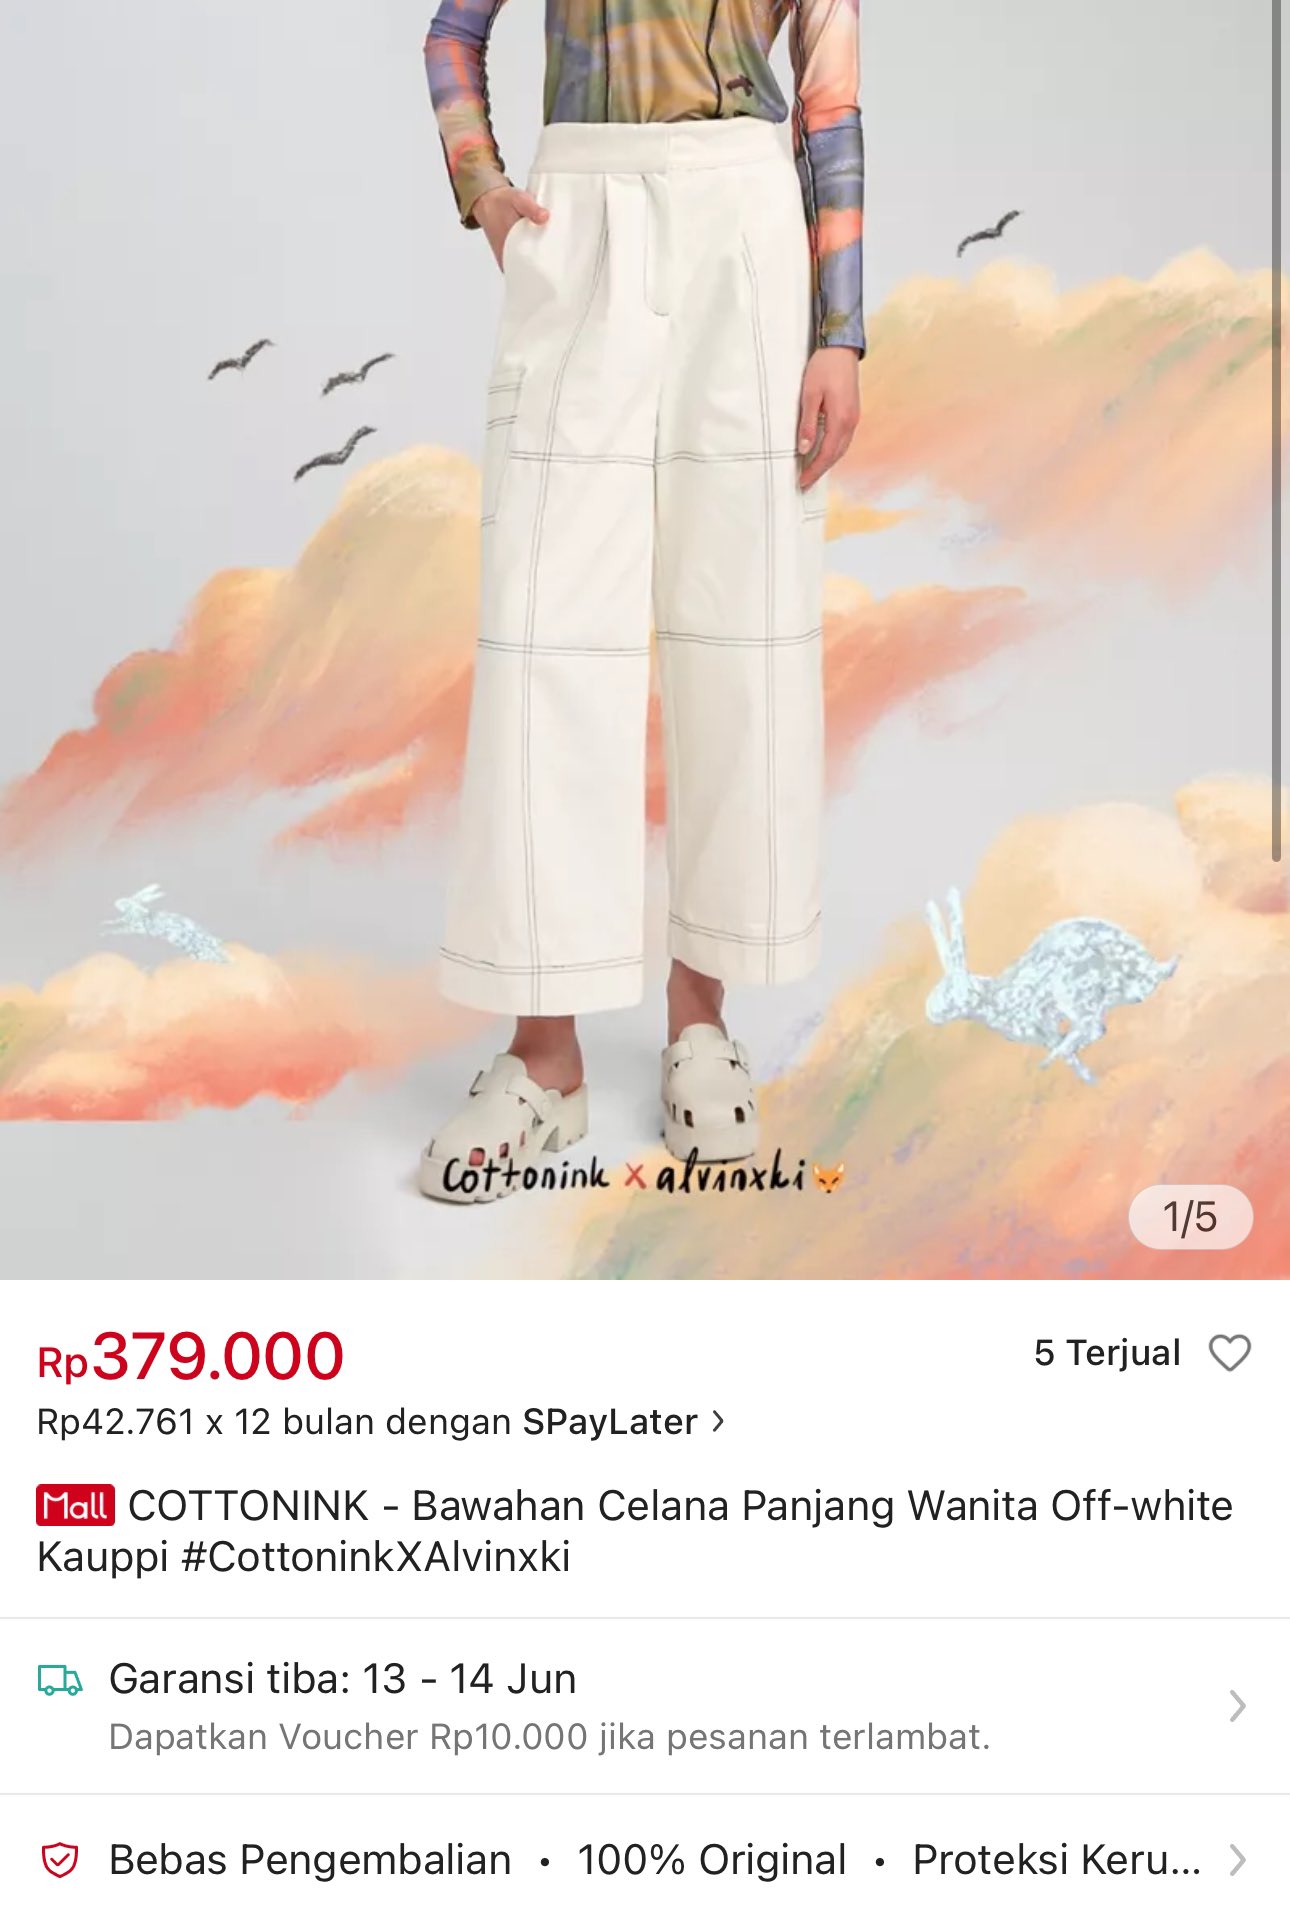 Cottonink X alvinxki
1/5
Rp379.000
5 Terjual
Rp42.761 x 12 bulan dengan SPayLater >
Mall COTTONINK - Bawahan Celana Panjang Wanita Off-white
Kauppi #CottoninkXAlvinxki
Garansi tiba: 13 - 14 Jun
Dapatkan Voucher Rp10.000 jika pesanan terlambat.
Bebas Pengembalian • 100% Original • Proteksi Keru...